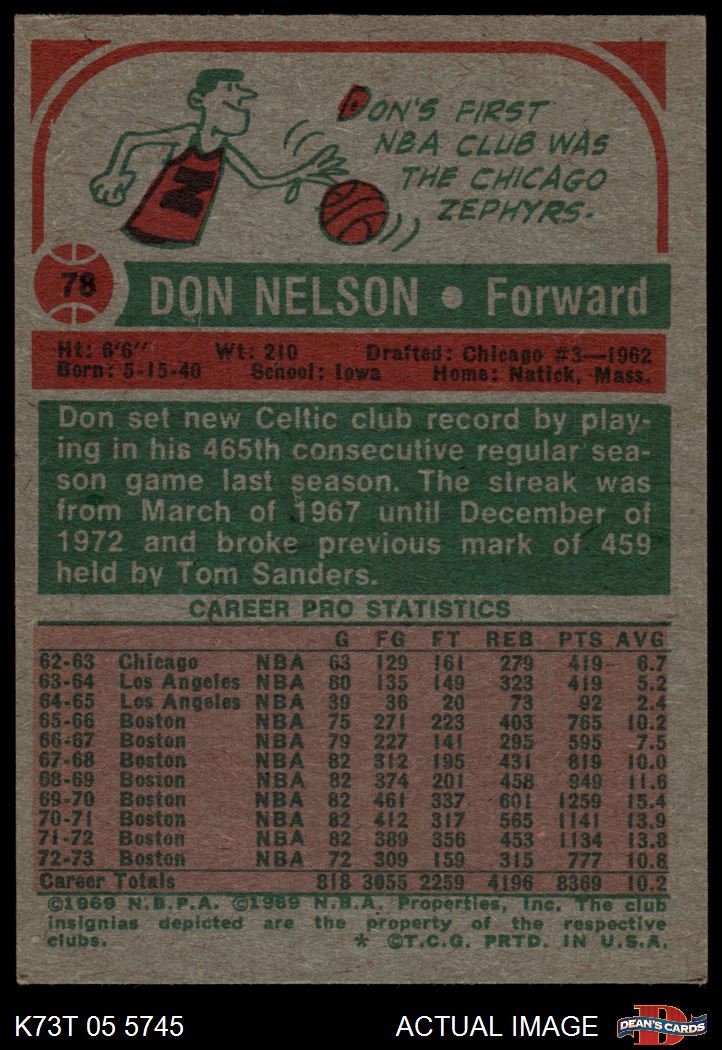 DON'S FIRST
NBA CLUB WAS
THE CHICAGO
ZEPHYRS.
M
78 DON NELSON • Forward
Ht: 6'6" Wt: 210 Drafted: Chicago #3—1962
Born: 5-15-40 School: Iowa Home: Natick, Mass.
Don set new Celtic club record by play-
ing in his 465th consecutive regular sea-
son game last season. The streak was
from March of 1967 until December of
1972 and broke previous mark of 459
held by Tom Sanders.
CAREER PRO STATISTICS
G FG FT REB PTS AVG
62-63 Chicago NBA 63 129 161 279 419 6.7
63-64 Los Angeles NBA 80 135 149 323 419 5.2
64-65 Los Angeles NBA 39 36 20 73 92 2.4
65-66 Boston NBA 75 271 223 403 765 10.2
66-67 Boston NBA 79 227 141 295 595 7.5
67-68 Boston NBA 82 312 195 431 819 10.0
68-69 Boston NBA 82 374 201 458 949 11.6
69-70 Boston NBA 82 461 337 601 1259 15.4
70-71 Boston NBA 82 412 317 565 1141 13.9
71-72 Boston NBA 82 389 356 453 1134 13.8
72-73 Boston NBA 72 309 159 315 777 10.8
Career Totals 818 3055 2259 4196 8369 10.2
©1969 N.B.P.A. ©1969 N.B.A. Properties, Inc. The club
insignias depicted are the property of the respective
clubs. * ©T.C.G. PRTD. IN U.S.A.
K73T 05 5745 ACTUAL IMAGE D DEAN'S CARDS